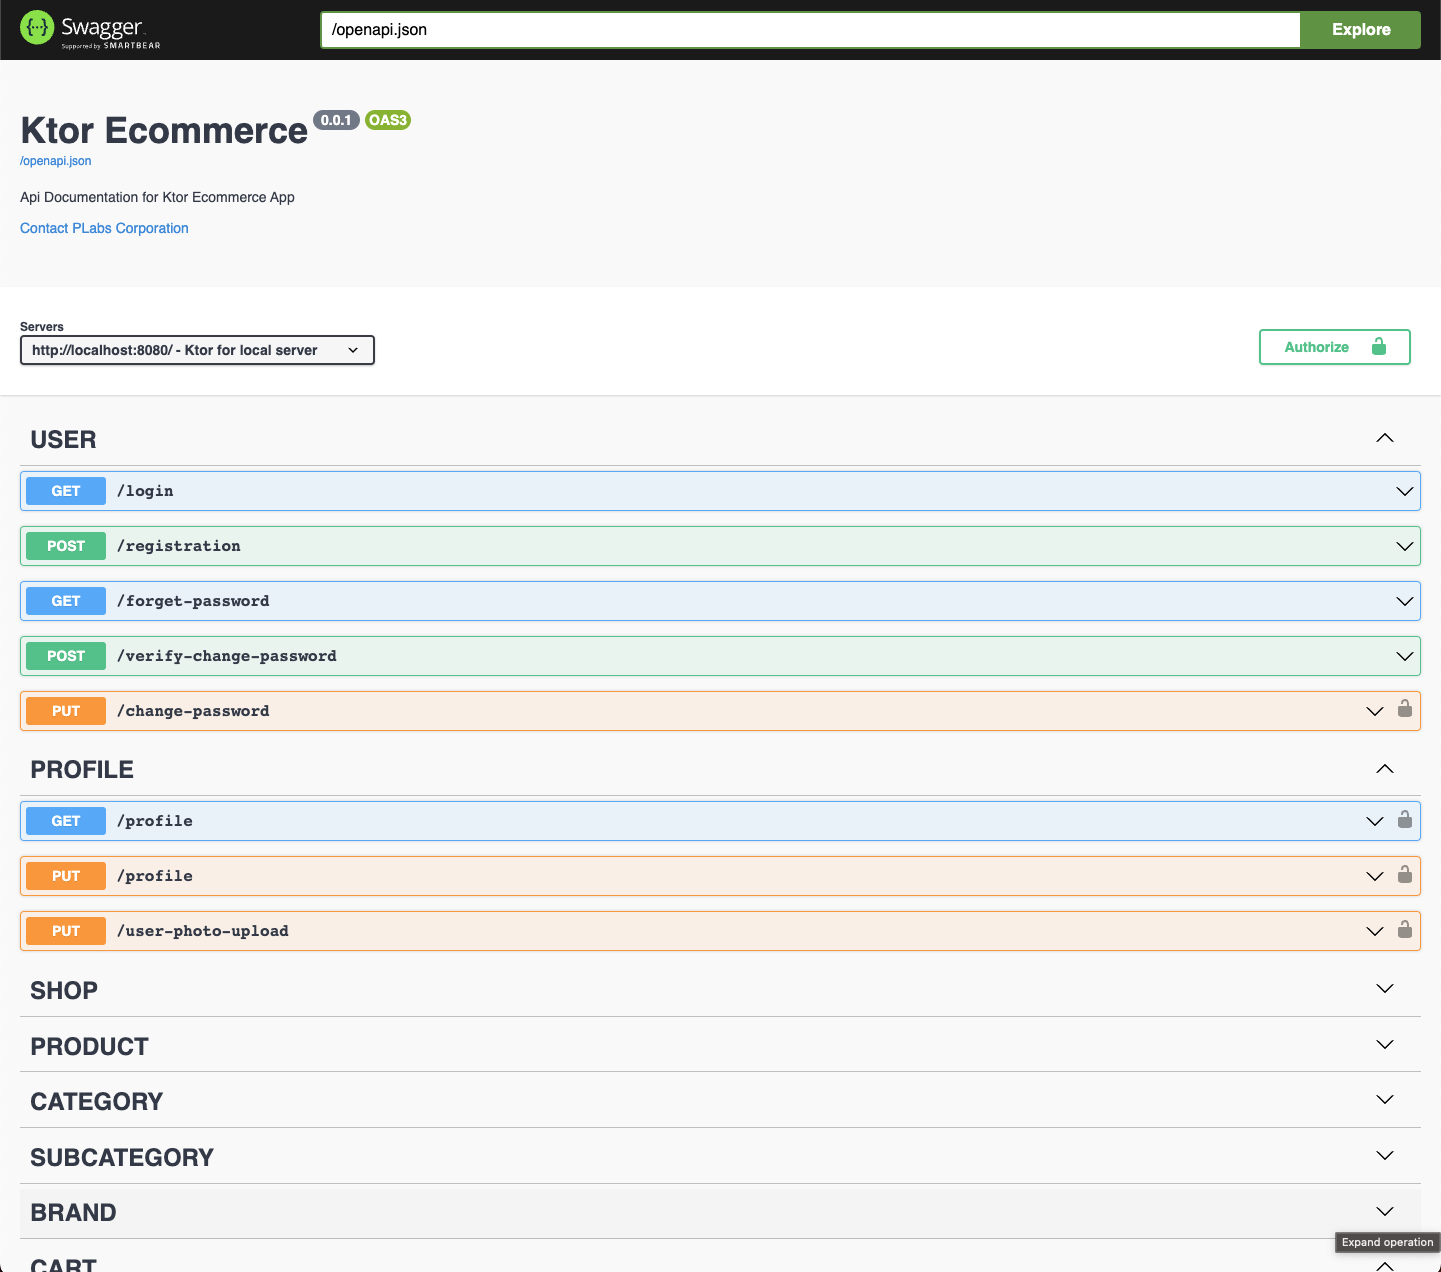 Swagger
Supported by SMARTBEAR
/openapi.json
Explore
Ktor Ecommerce 0.0.1 OAS3
/openapi.json
Api Documentation for Ktor Ecommerce App
Contact PLabs Corporation
Servers
http://localhost:8080/ - Ktor for local server
Authorize
USER
GET /login
POST /registration
GET /forget-password
POST /verify-change-password
PUT /change-password
PROFILE
GET /profile
PUT /profile
PUT /user-photo-upload
SHOP
PRODUCT
CATEGORY
SUBCATEGORY
BRAND
Expand operation
CART